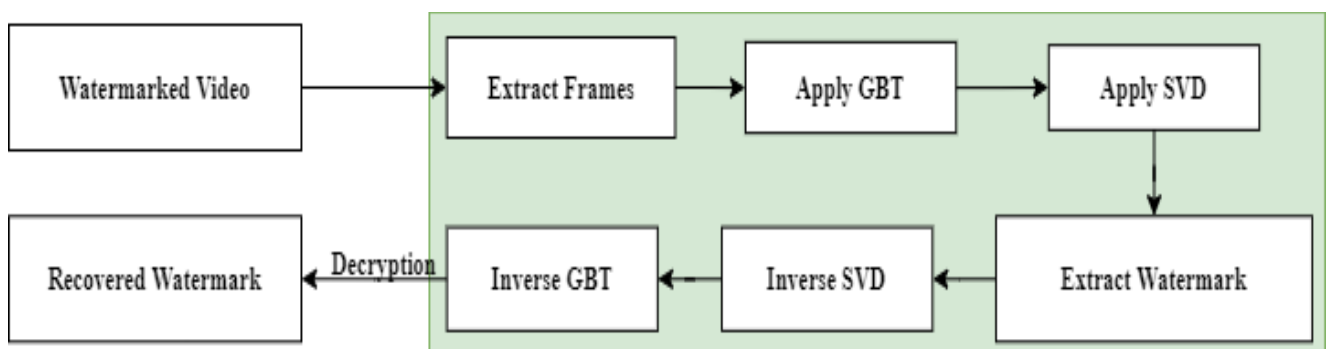 Watermarked Video
Extract Frames
Apply GBT
Apply SVD
Extract Watermark
Inverse SVD
Inverse GBT
Decryption
Recovered Watermark